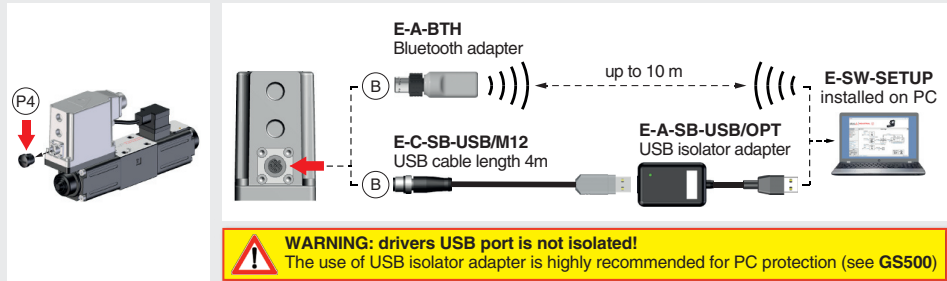 P4
E-A-BTH
Bluetooth adapter
B
up to 10 m
E-SW-SETUP
installed on PC
E-C-SB-USB/M12
USB cable length 4m
E-A-SB-USB/OPT
USB isolator adapter
B
WARNING: drivers USB port is not isolated!
The use of USB isolator adapter is highly recommended for PC protection (see GS500)